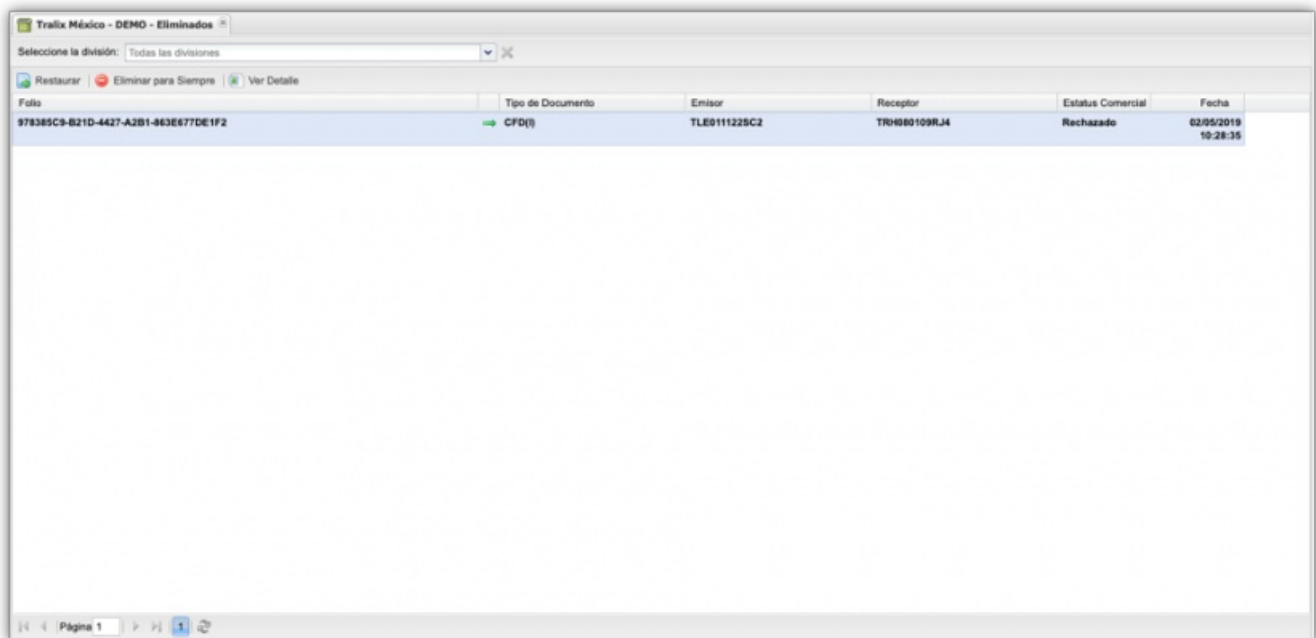 Tralix México - DEMO - Eliminados
Seleccione la división: Todas las divisiones
Restaurar Eliminar para Siempre Ver Detalle
Folio Tipo de Documento Emisor Receptor Estatus Comercial Fecha
978385C9-B21D-4427-A2B1-863E677DE1F2 CFD(I) TLE011122SC2 TRH080109RJ4 Rechazado 02/05/2019
10:28:35
Página 1 1